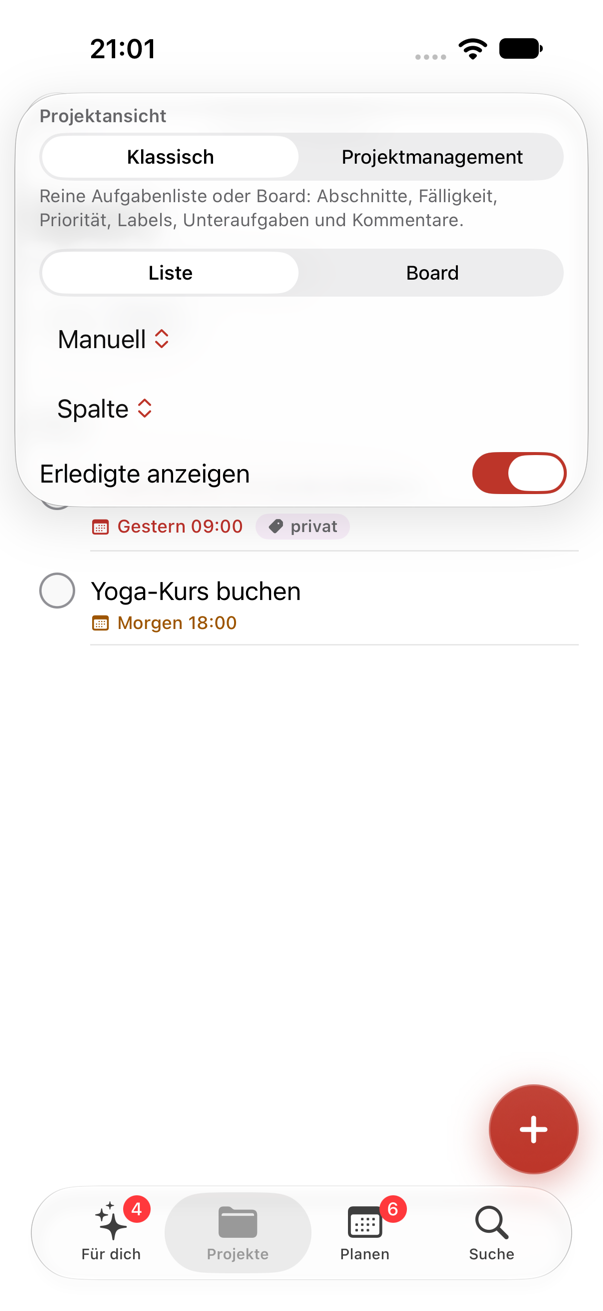 21:01
Projektansicht
Klassisch
Projektmanagement
Reine Aufgabenliste oder Board: Abschnitte, Fälligkeit,
Priorität, Labels, Unteraufgaben und Kommentare.
Liste
Board
Manuell
Spalte
Erledigte anzeigen
Gestern 09:00
privat
Yoga-Kurs buchen
Morgen 18:00
4
6
Für dich
Projekte
Planen
Suche